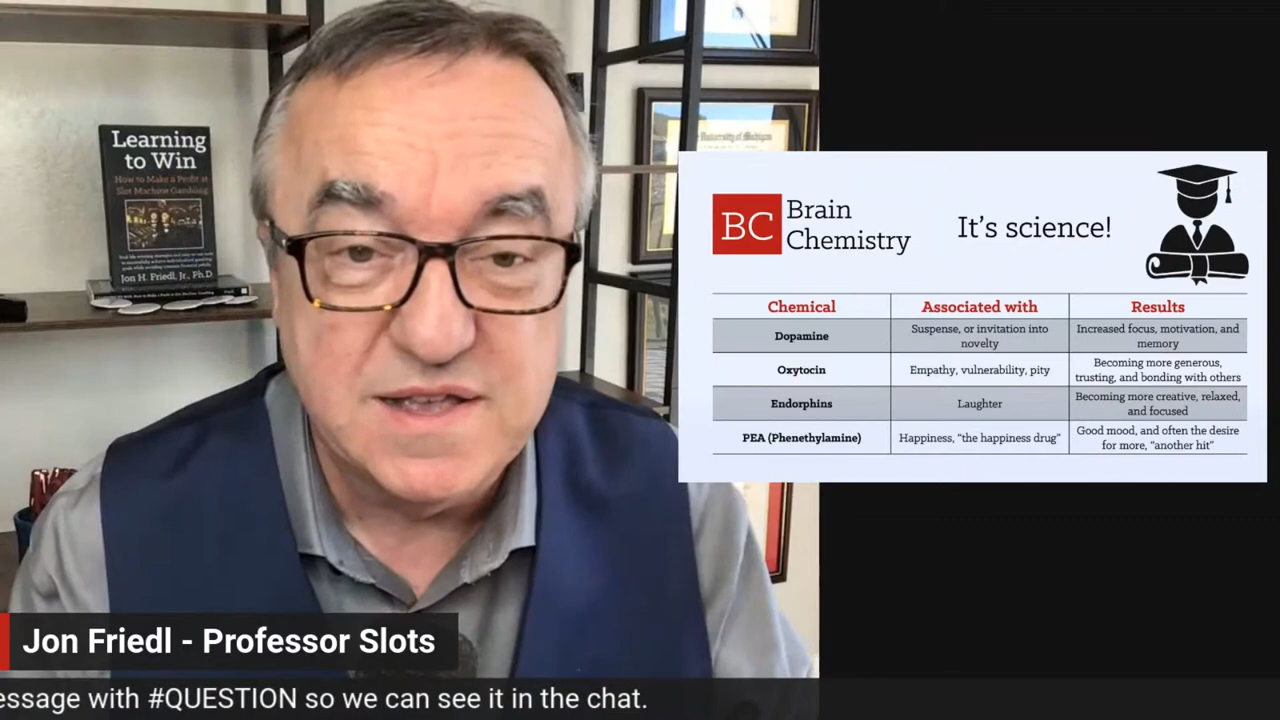 Learning
to Win
How to Make a Profit at
Slot Machine Gambling
Jon H. Friedl, Jr., Ph.D.
University of Michigan
BC
Brain
Chemistry
It's science!
Chemical
Associated with
Results
Dopamine
Suspense, or invitation into
novelty
Increased focus, motivation, and
memory
Oxytocin
Empathy, vulnerability, pity
Becoming more generous,
trusting, and bonding with others
Endorphins
Laughter
Becoming more creative, relaxed,
and focused
PEA (Phenethylamine)
Happiness, "the happiness drug"
Good mood, and often the desire
for more, "another hit"
Jon Friedl - Professor Slots
essage with #QUESTION so we can see it in the chat.